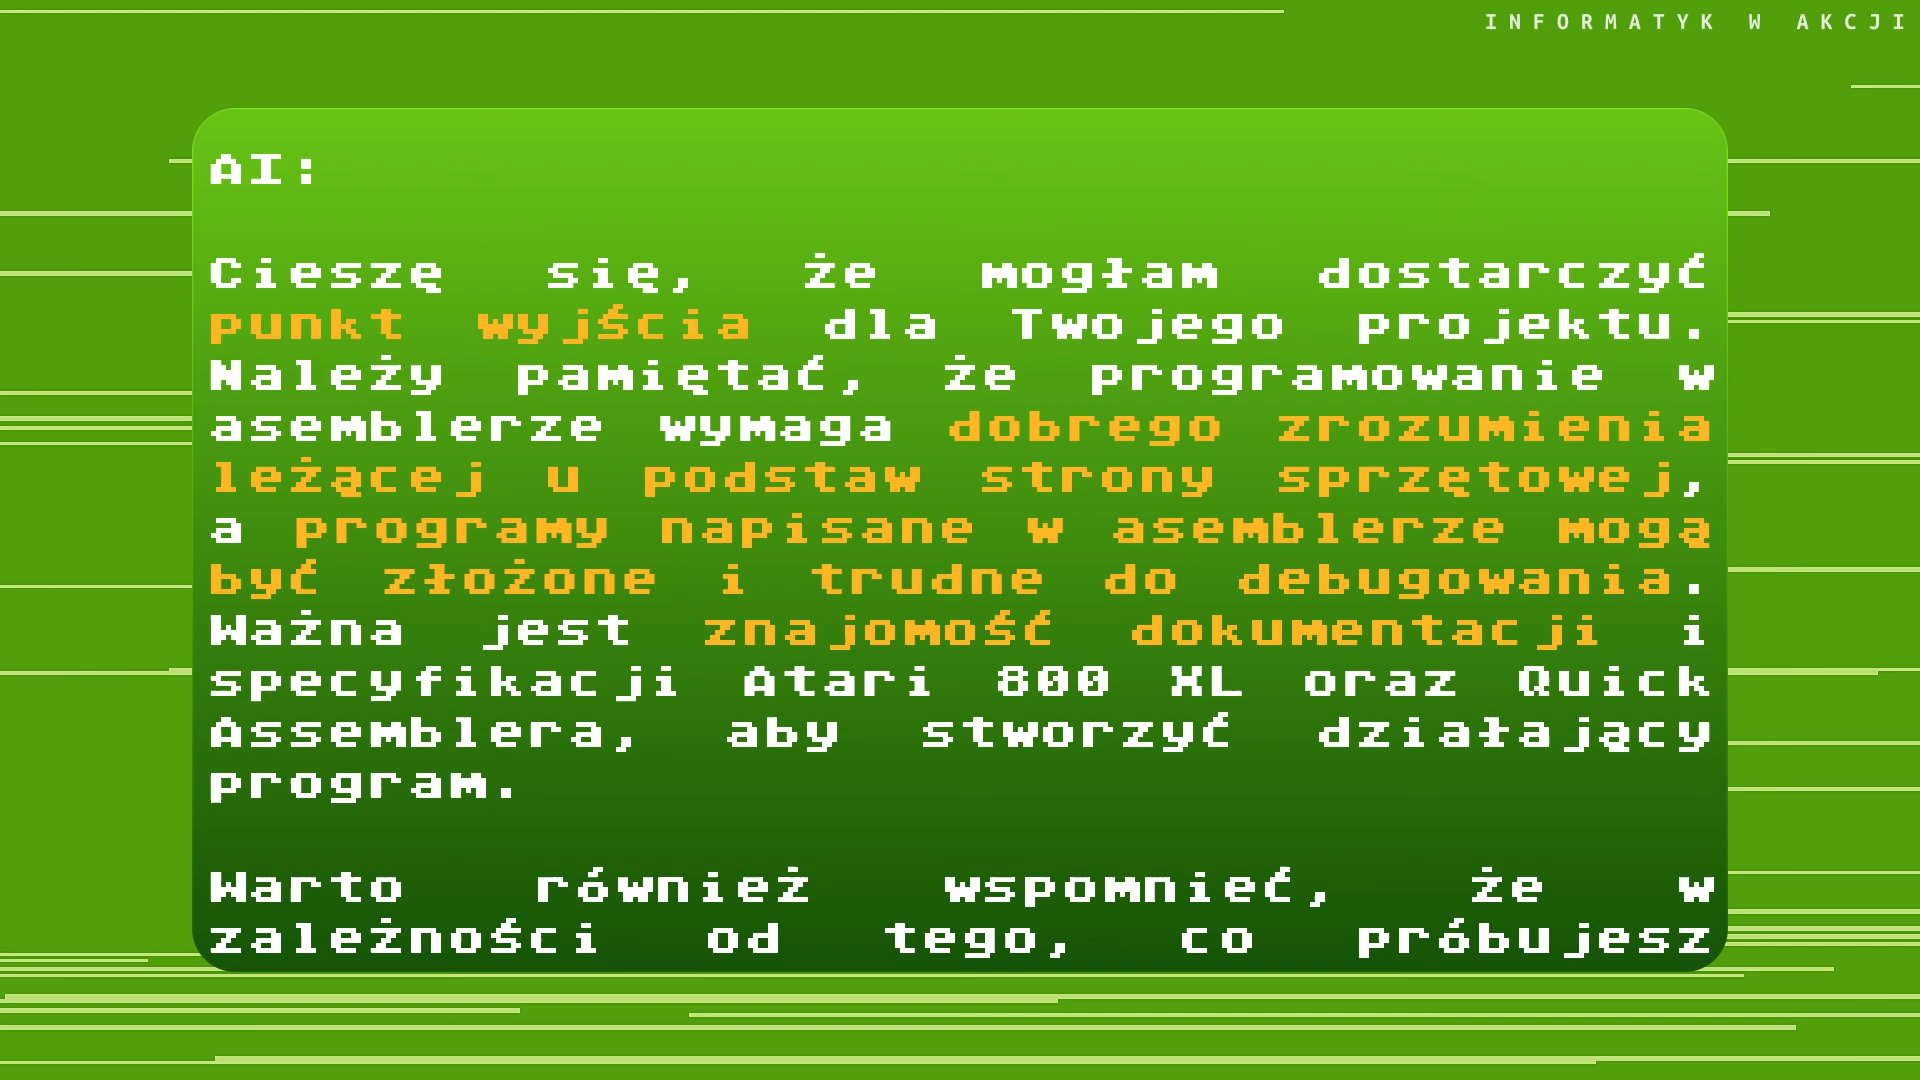 INFORMATYK W AKCJI
AI:
Cieszę się, że mogłam dostarczyć
punkt wyjścia dla Twojego projektu.
Należy pamiętać, że programowanie w
asemblerze wymaga dobrego zrozumienia
leżącej u podstaw strony sprzętowej,
a programy napisane w asemblerze mogą
być złożone i trudne do debugowania.
Ważna jest znajomość dokumentacji i
specyfikacji Atari 800 XL oraz Quick
Assemblera, aby stworzyć działający
program.
Warto również wspomnieć, że w
zależności od tego, co próbujesz